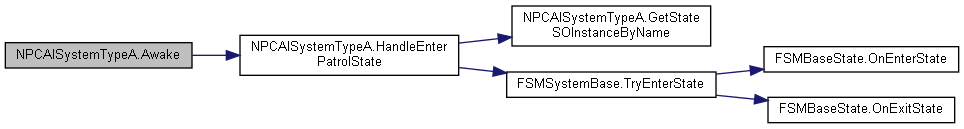 NPCAISystemTypeA.Awake
NPCAISystemTypeA.HandleEnter
PatrolState
NPCAISystemTypeA.GetState
SOInstanceByName
FSMSystemBase.TryEnterState
FSMBaseState.OnEnterState
FSMBaseState.OnExitState